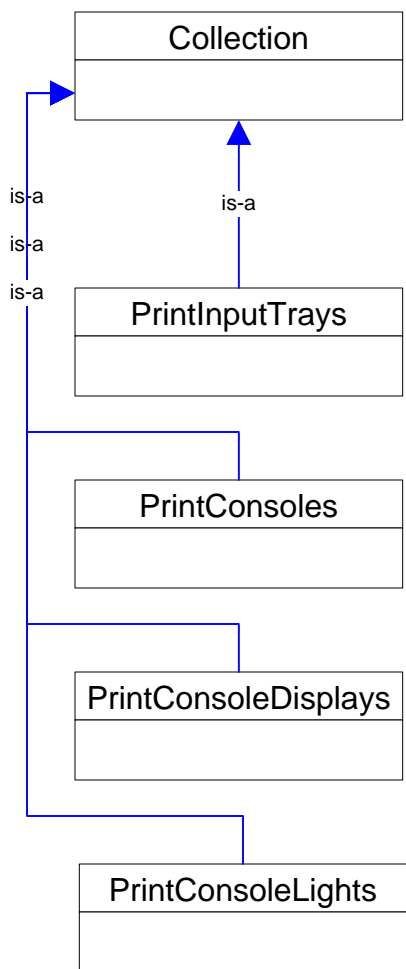 Collection
is-a
is-a
is-a
is-a
PrintInputTrays
PrintConsoles
PrintConsoleDisplays
PrintConsoleLights